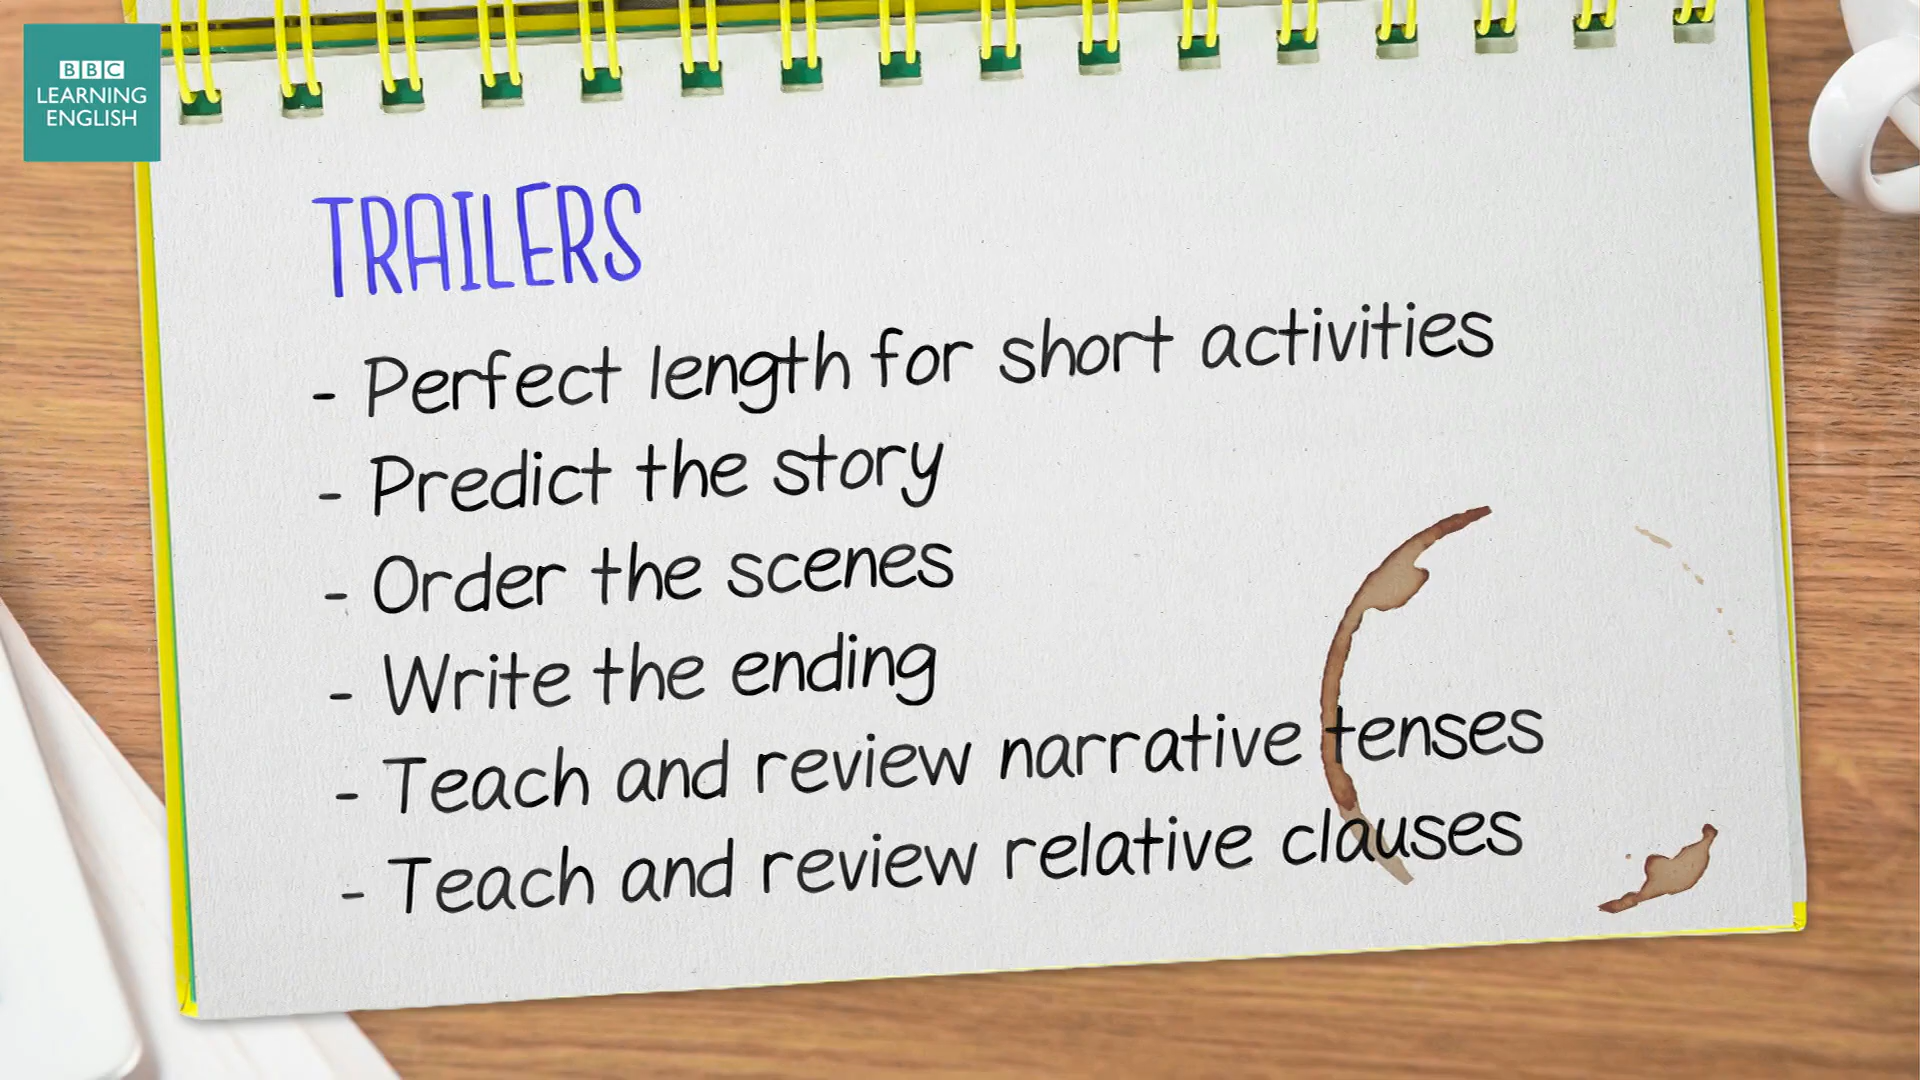 BBC
LEARNING
ENGLISH
TRAILERS
- Perfect length for short activities
- Predict the story
- Order the scenes
- Write the ending
- Teach and review narrative tenses
- Teach and review relative clauses